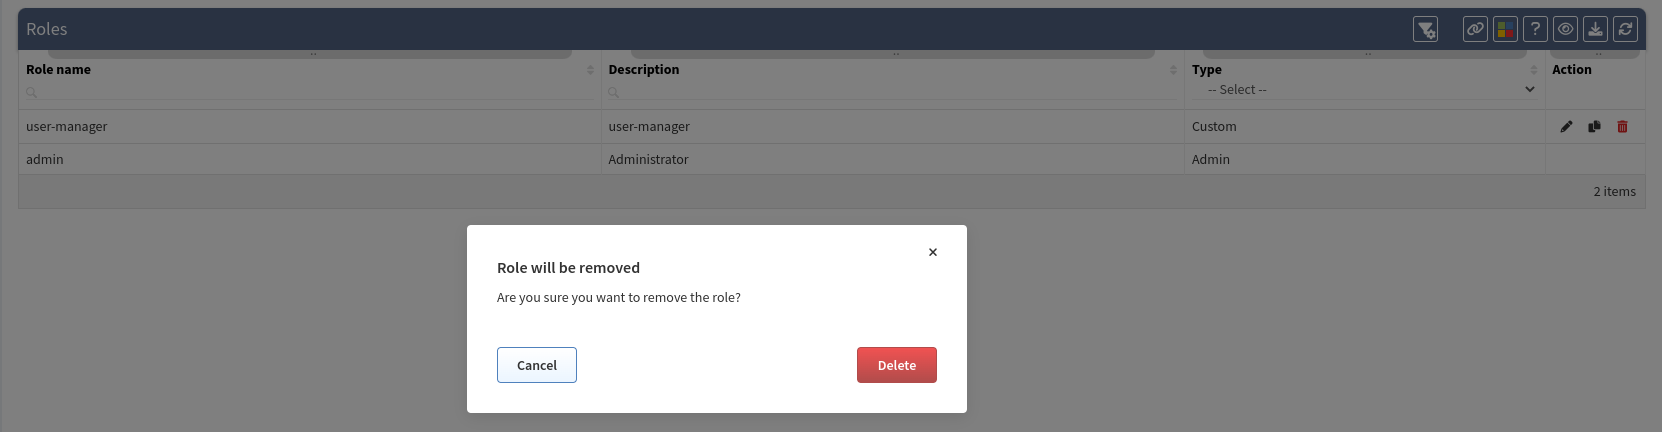 Roles
?
.. .. .. ..
Role name Description Type Action
-- Select --
user-manager user-manager Custom
admin Administrator Admin
2 items
×
Role will be removed
Are you sure you want to remove the role?
Cancel Delete